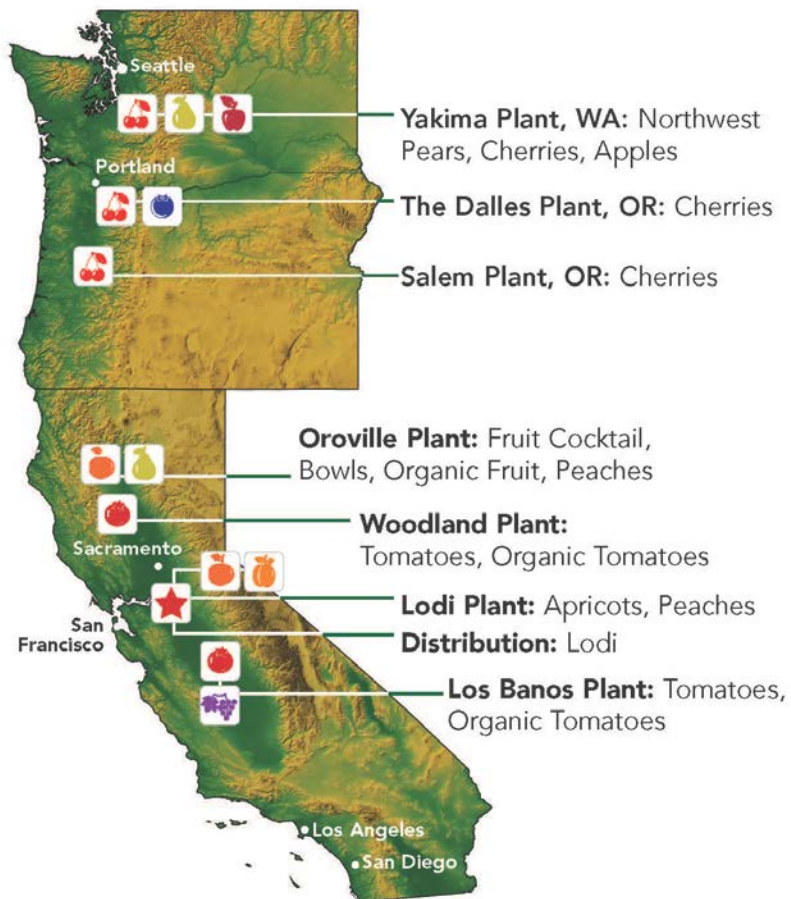 Seattle
Yakima Plant, WA: Northwest
Pears, Cherries, Apples
Portland
The Dalles Plant, OR: Cherries
Salem Plant, OR: Cherries
Oroville Plant: Fruit Cocktail,
Bowls, Organic Fruit, Peaches
Woodland Plant:
Tomatoes, Organic Tomatoes
Sacramento
Lodi Plant: Apricots, Peaches
San
Francisco
Distribution: Lodi
Los Banos Plant: Tomatoes,
Organic Tomatoes
Los Angeles
San Diego